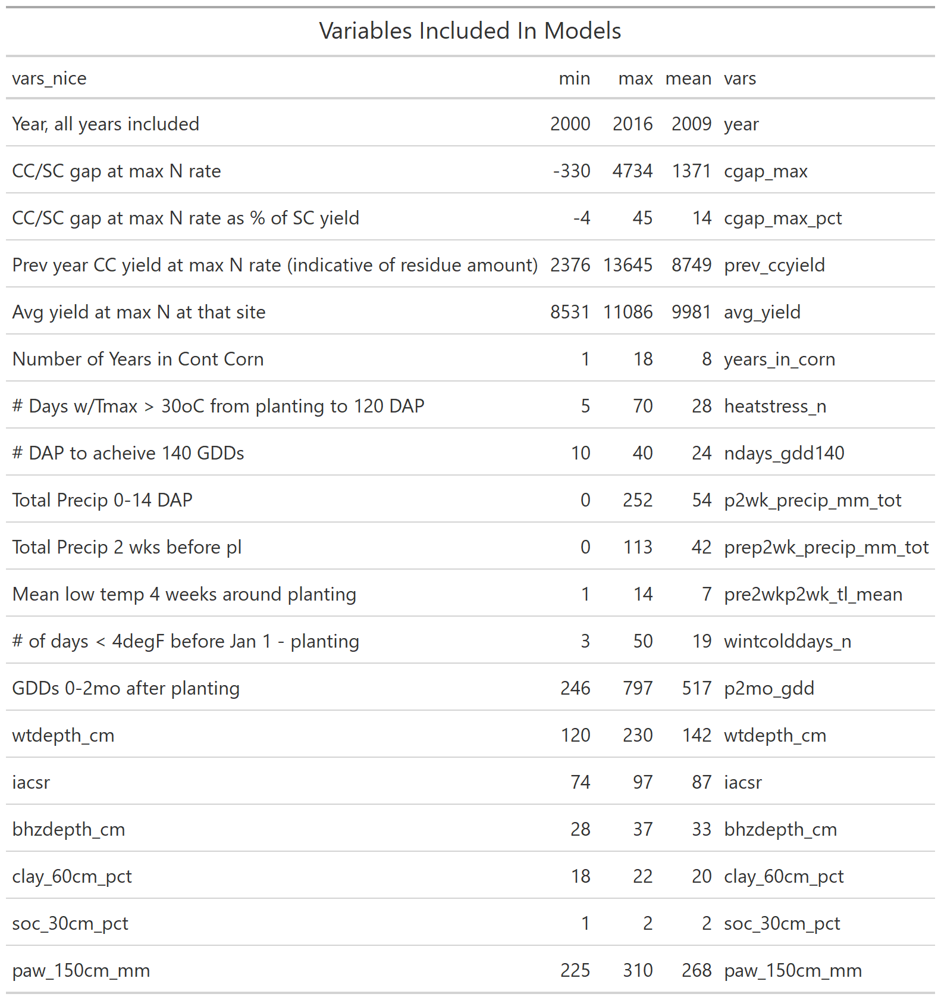 Variables Included In Models
vars_nice min max mean vars
Year, all years included 2000 2016 2009 year
CC/SC gap at max N rate -330 4734 1371 cgap_max
CC/SC gap at max N rate as % of SC yield -4 45 14 cgap_max_pct
Prev year CC yield at max N rate (indicative of residue amount) 2376 13645 8749 prev_ccyield
Avg yield at max N at that site 8531 11086 9981 avg_yield
Number of Years in Cont Corn 1 18 8 years_in_corn
# Days w/Tmax > 30oC from planting to 120 DAP 5 70 28 heatstress_n
# DAP to acheive 140 GDDs 10 40 24 ndays_gdd140
Total Precip 0-14 DAP 0 252 54 p2wk_precip_mm_tot
Total Precip 2 wks before pl 0 113 42 prep2wk_precip_mm_tot
Mean low temp 4 weeks around planting 1 14 7 pre2wkp2wk_tl_mean
# of days < 4degF before Jan 1 - planting 3 50 19 wintcolddays_n
GDDs 0-2mo after planting 246 797 517 p2mo_gdd
wtdepth_cm 120 230 142 wtdepth_cm
iacsr 74 97 87 iacsr
bhzdepth_cm 28 37 33 bhzdepth_cm
clay_60cm_pct 18 22 20 clay_60cm_pct
soc_30cm_pct 1 2 2 soc_30cm_pct
paw_150cm_mm 225 310 268 paw_150cm_mm